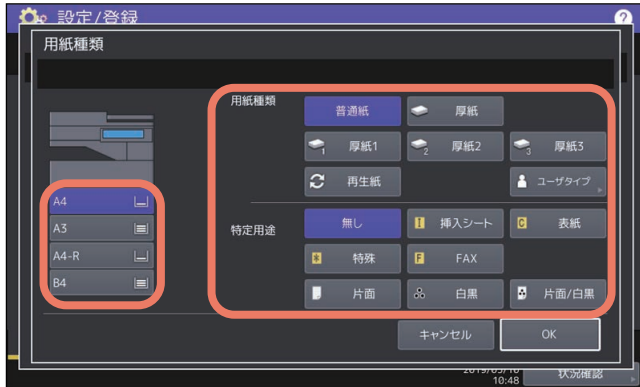 設定/登録
?
用紙種類
用紙種類
普通紙
厚紙
1 厚紙1
2 厚紙2
3 厚紙3
再生紙
ユーザタイプ
特定用途
無し
I 挿入シート
C 表紙
* 特殊
F FAX
片面
白黒
片面/白黒
A4
A3
A4-R
B4
キャンセル
OK
10:48
状況確認